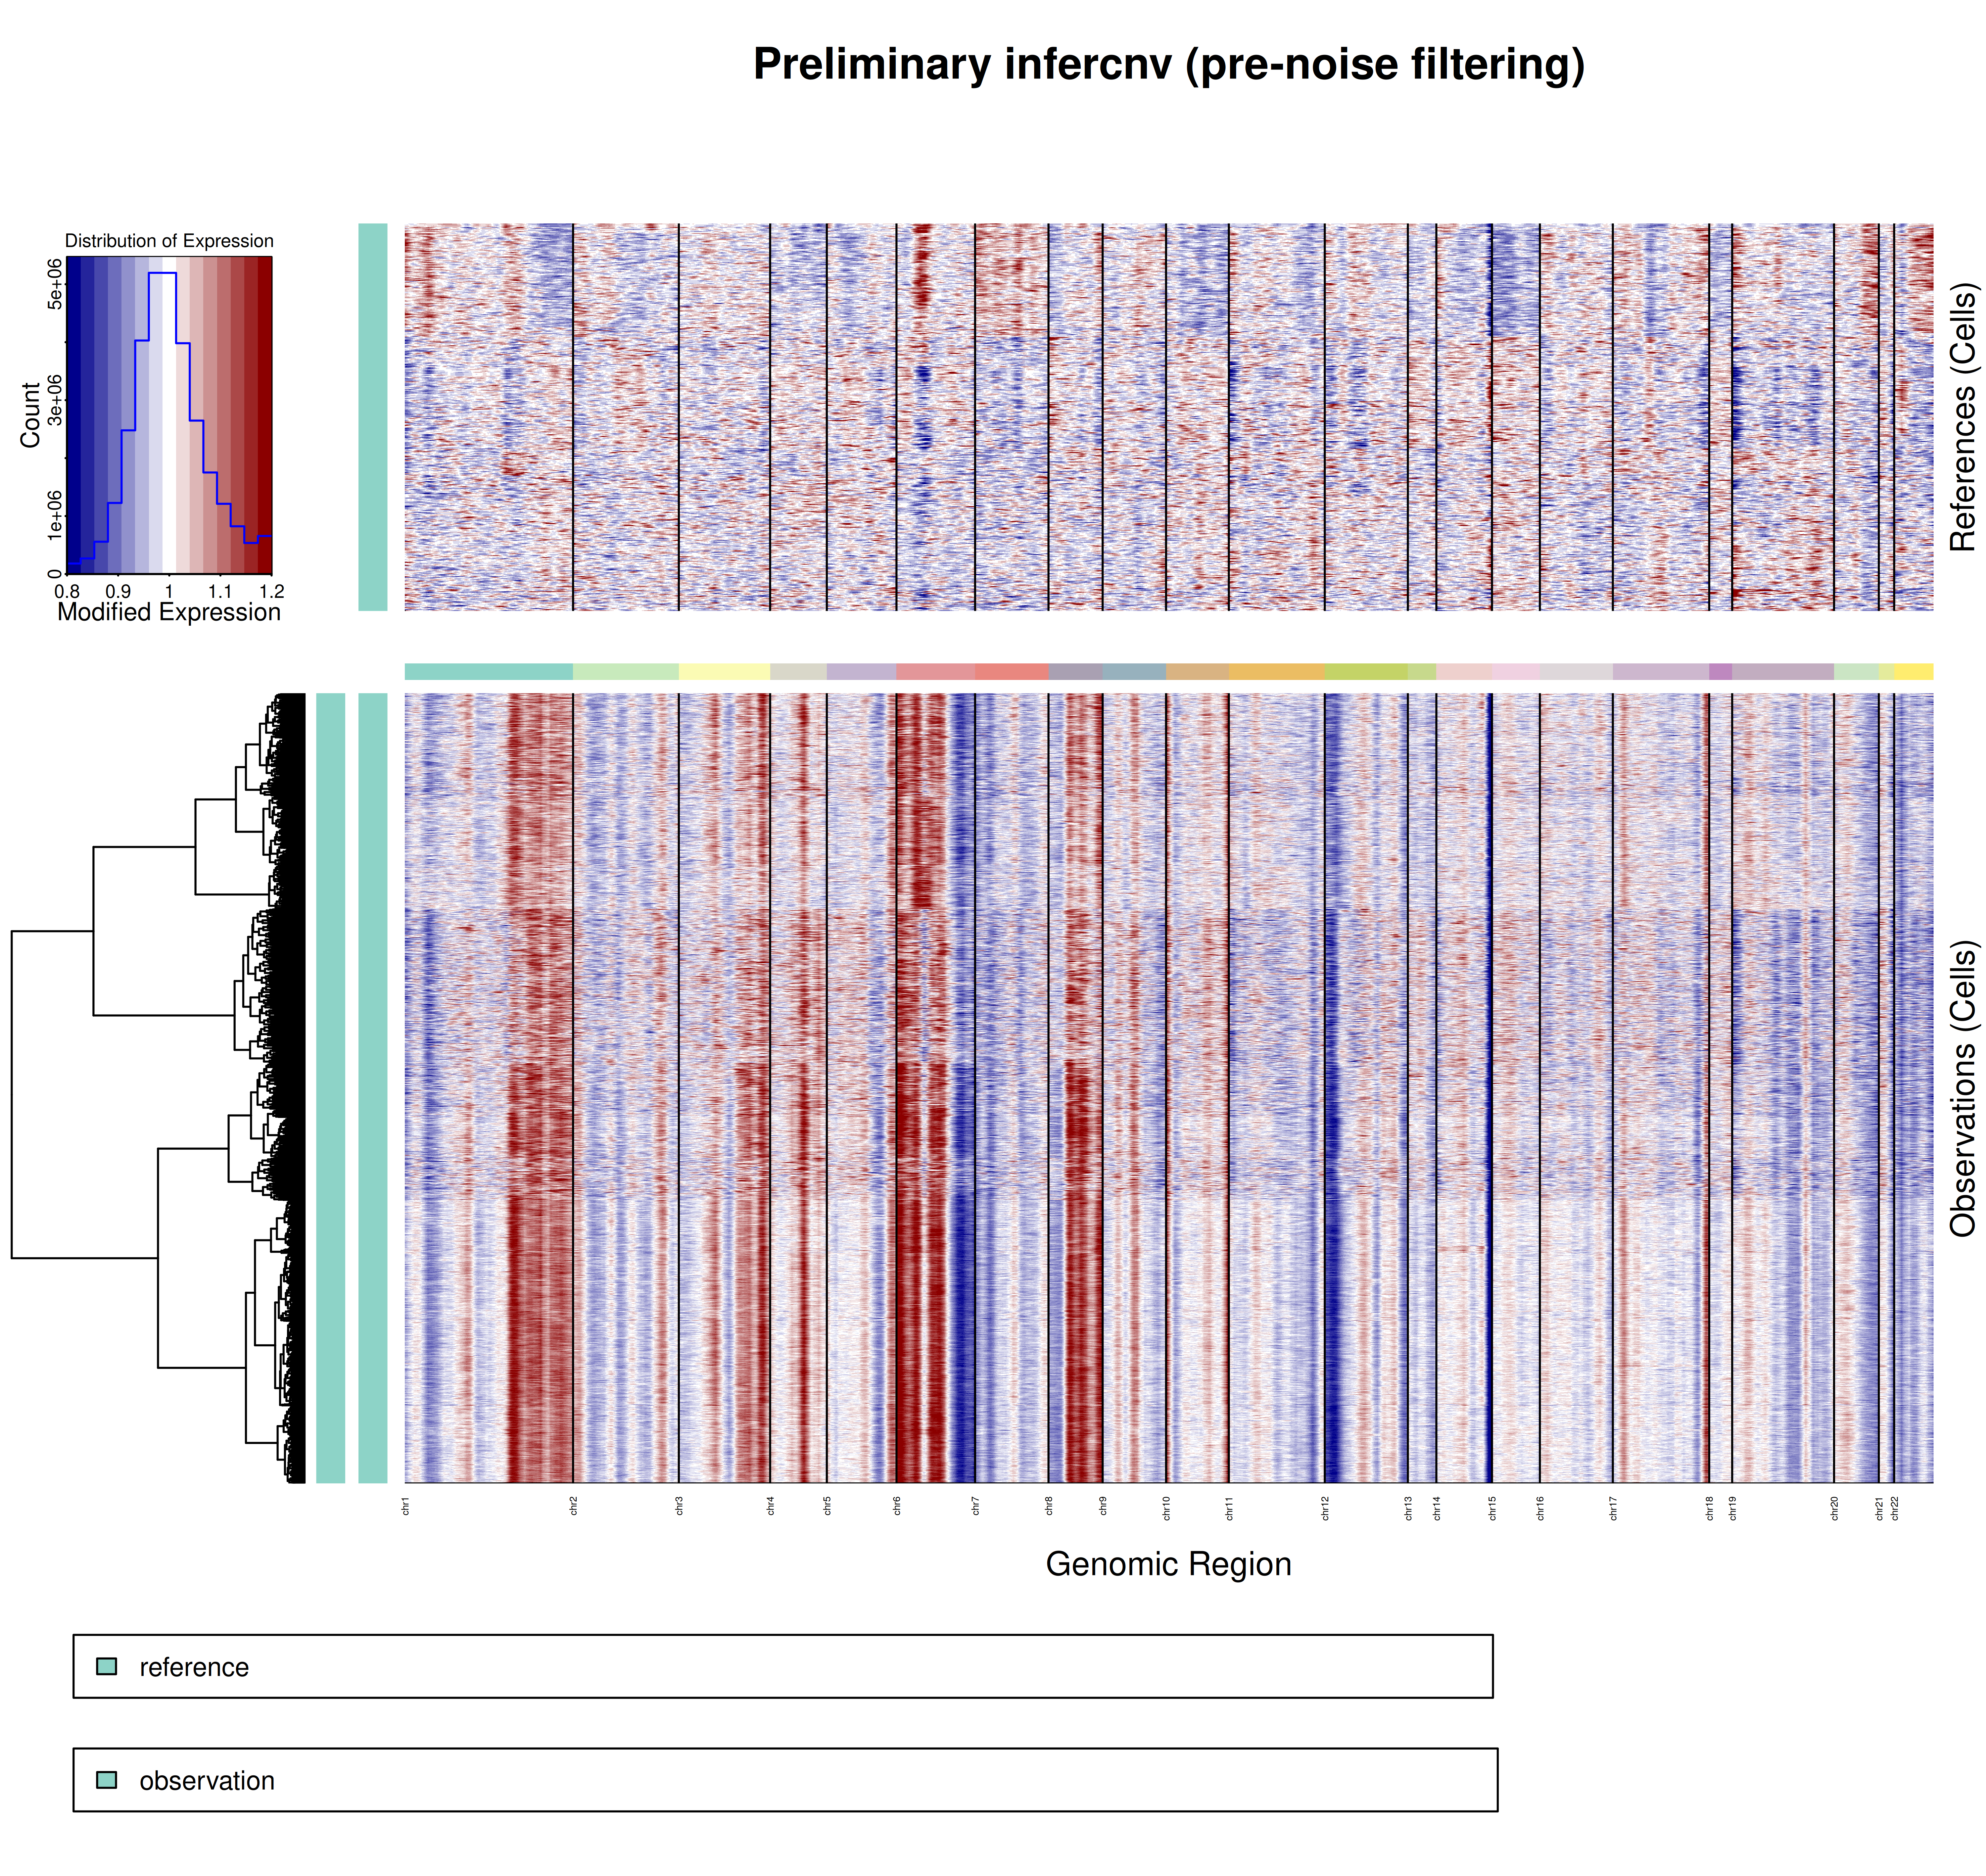 Preliminary infercnv (pre-noise filtering)
Distribution of Expression
Count
0 1e+06 3e+06 5e+06
0.8 0.9 1 1.1 1.2
Modified Expression
References (Cells)
Observations (Cells)
chr1 chr2 chr3 chr4 chr5 chr6 chr7 chr8 chr9 chr10 chr11 chr12 chr13 chr14 chr15 chr16 chr17 chr18 chr19 chr20 chr21 chr22
Genomic Region
reference
observation